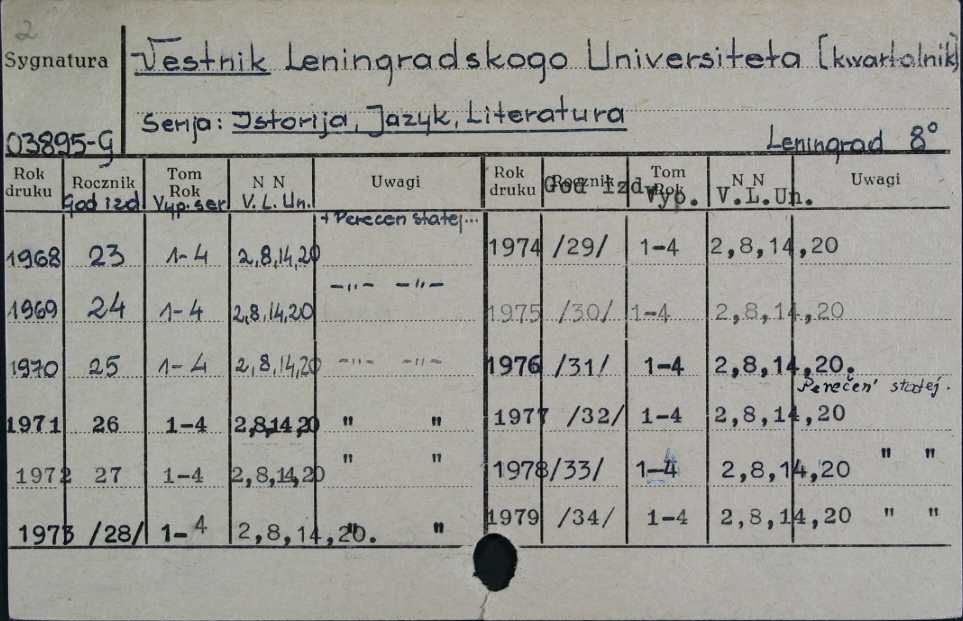 2
Sygnatura
Vestnik Leningradskogo Universiteta [kwartalnik]
Serija: Istorija, Jazyk, Literatura
03895-G
Leningrad 8°
Rok druku Rocznik God izd Tom Rok Vyp. ser N N V. L. Un. Uwagi Rok druku Rocznik God izd. Tom Rok Vyp. N N V.L.Un. Uwagi
+ Perecen statej...
1968 23 1-4 2,8,14,20
1974 /29/ 1-4 2,8,14,20
-"- -"-
1969 24 1-4 2,8,14,20
1975 /30/ 1-4 2,8,14,20
1970 25 1-4 2,8,14,20 -"- -"-
1976 /31/ 1-4 2,8,14,20.
Perečen' statej.
1971 26 1-4 2,8,14,20 " "
1977 /32/ 1-4 2,8,14,20
1972 27 1-4 2,8,14,20 " "
1978/33/ 1-4 2,8,14,20 " "
1973 /28/ 1-4 2,8,14,20. " "
1979 /34/ 1-4 2,8,14,20 " "